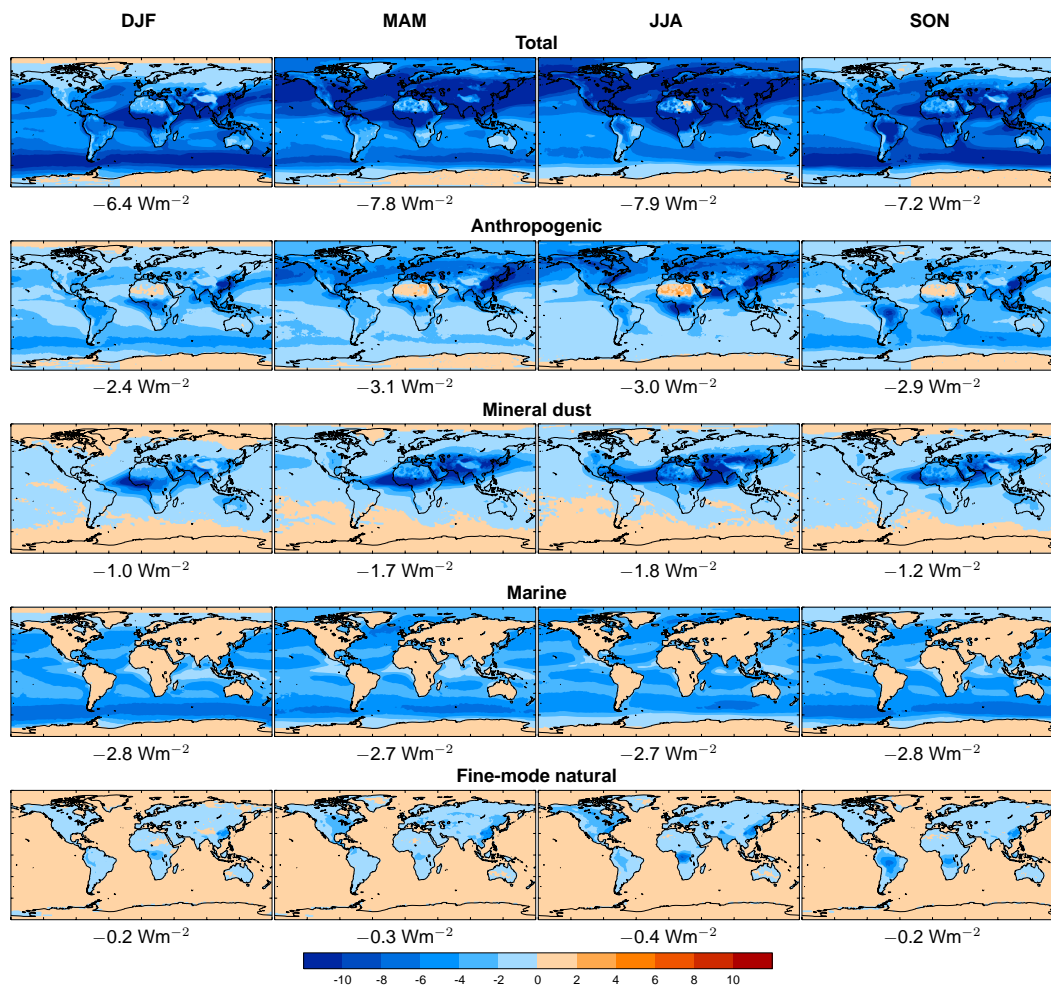 DJF MAM JJA SON
Total
−6.4 Wm−2 −7.8 Wm−2 −7.9 Wm−2 −7.2 Wm−2
Anthropogenic
−2.4 Wm−2 −3.1 Wm−2 −3.0 Wm−2 −2.9 Wm−2
Mineral dust
−1.0 Wm−2 −1.7 Wm−2 −1.8 Wm−2 −1.2 Wm−2
Marine
−2.8 Wm−2 −2.7 Wm−2 −2.7 Wm−2 −2.8 Wm−2
Fine-mode natural
−0.2 Wm−2 −0.3 Wm−2 −0.4 Wm−2 −0.2 Wm−2
-10 -8 -6 -4 -2 0 2 4 6 8 10